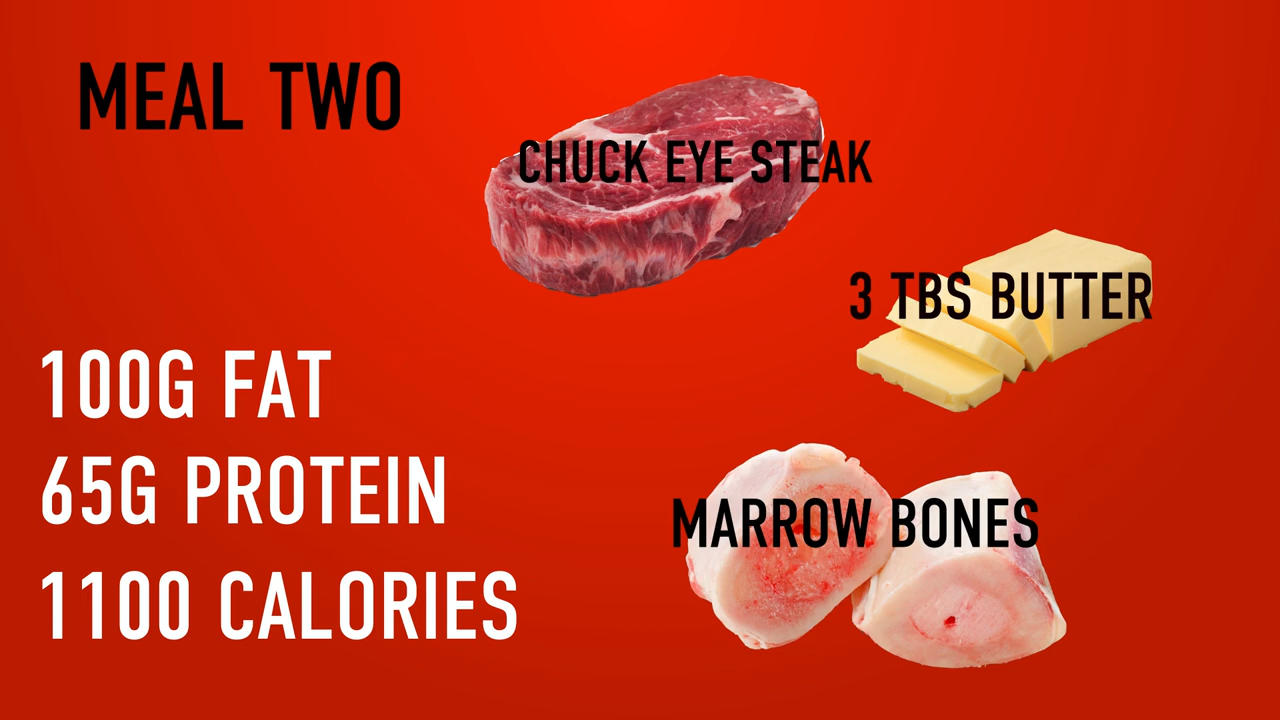 MEAL TWO
CHUCK EYE STEAK
3 TBS BUTTER
100G FAT
65G PROTEIN
1100 CALORIES
MARROW BONES